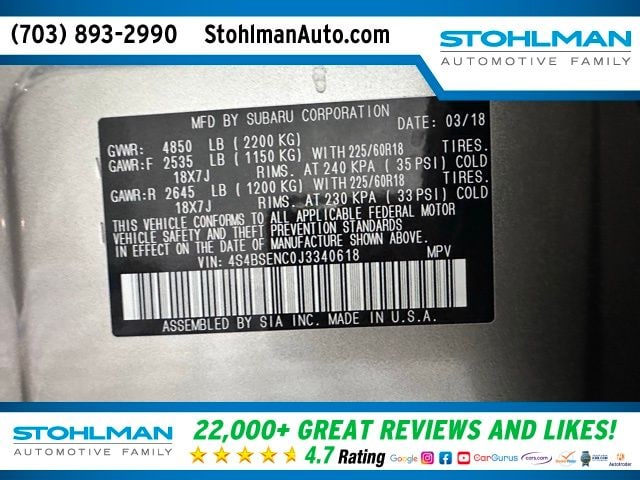 (703) 893-2990 StohlmanAuto.com
STOHLMAN
AUTOMOTIVE FAMILY
MFD BY SUBARU CORPORATION
DATE: 03/18
GVWR: 4850 LB (2200 KG)
GAWR:F 2535 LB (1150 KG) WITH 225/60R18 TIRES.
18X7J RIMS. AT 240 KPA (35 PSI) COLD
GAWR:R 2645 LB (1200 KG) WITH 225/60R18 TIRES.
18X7J RIMS. AT 230 KPA (33 PSI) COLD
THIS VEHICLE CONFORMS TO ALL APPLICABLE FEDERAL MOTOR
VEHICLE SAFETY AND THEFT PREVENTION STANDARDS
IN EFFECT ON THE DATE OF MANUFACTURE SHOWN ABOVE.
VIN: 4S4BSENC0J3340618 MPV
ASSEMBLED BY SIA INC. MADE IN U.S.A.
STOHLMAN
AUTOMOTIVE FAMILY
22,000+ GREAT REVIEWS AND LIKES!
4.7 Rating Google CarGurus cars.com Autotrader